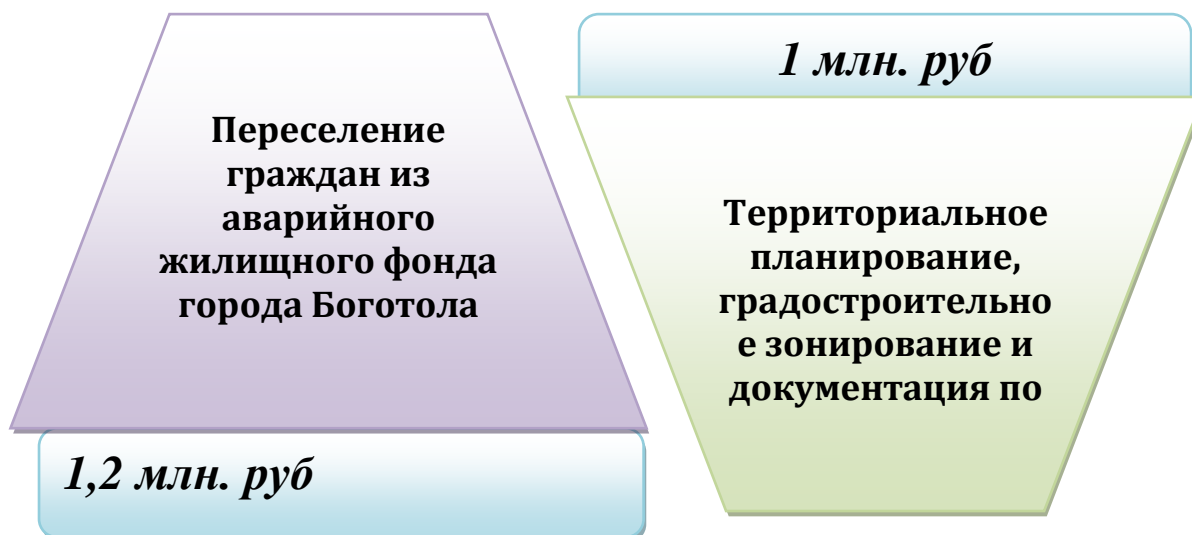 Переселение
граждан из
аварийного
жилищного фонда
города Боготола
1,2 млн. руб
1 млн. руб
Территориальное
планирование,
градостроительно
е зонирование и
документация по